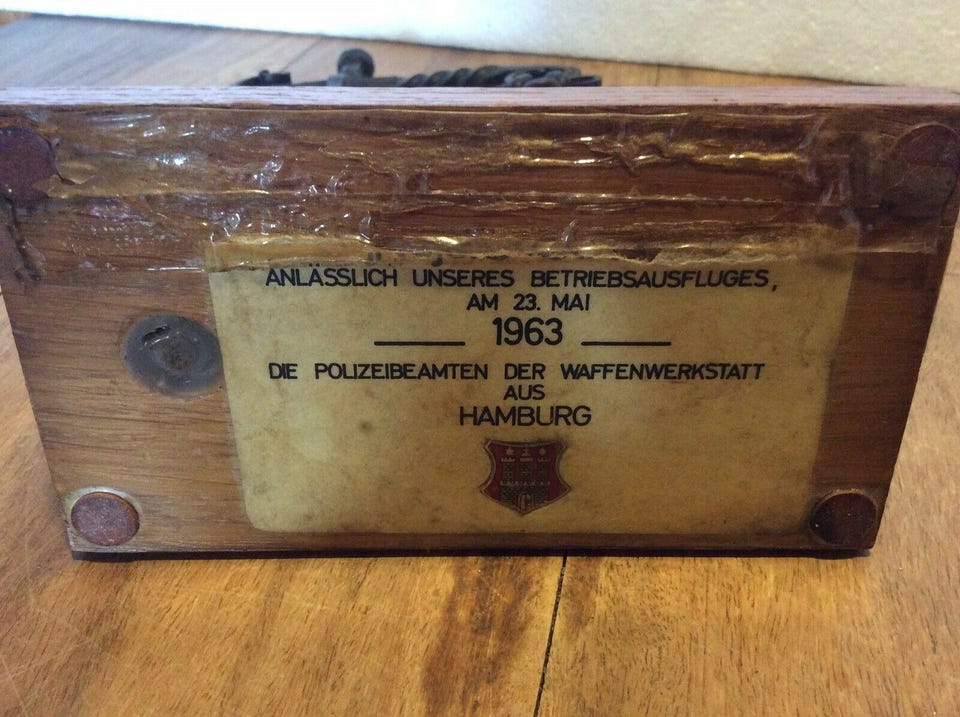 ANLÄSSLICH UNSERES BETRIEBSAUSFLUGES,
AM 23. MAI
1963
DIE POLIZEIBEAMTEN DER WAFFENWERKSTATT
AUS
HAMBURG